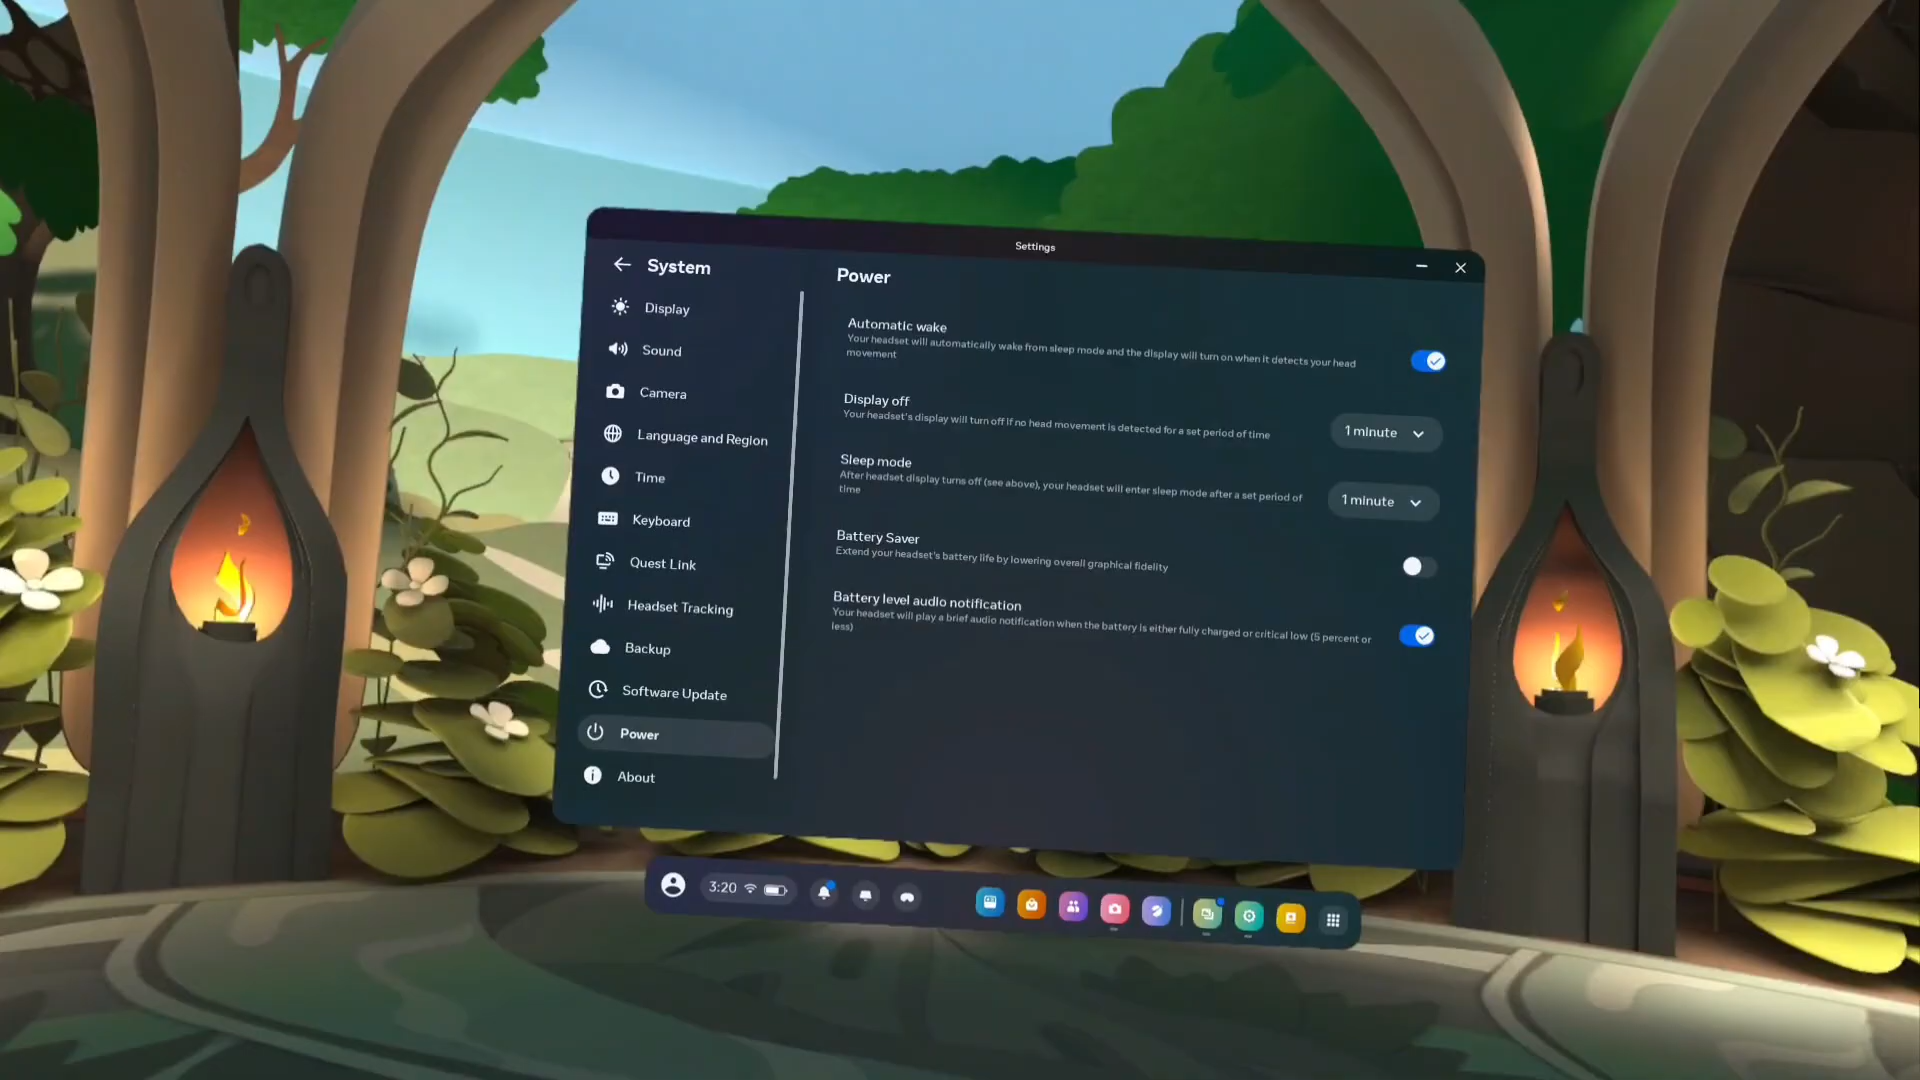 Settings
System
Display
Sound
Camera
Language and Region
Time
Keyboard
Quest Link
Headset Tracking
Backup
Software Update
Power
About
Power
Automatic wake
Your headset will automatically wake from sleep mode and the display will turn on when it detects your head
movement
Display off
Your headset's display will turn off if no head movement is detected for a set period of time
1 minute
Sleep mode
After headset display turns off (see above), your headset will enter sleep mode after a set period of
time
1 minute
Battery Saver
Extend your headset's battery life by lowering overall graphical fidelity
Battery level audio notification
Your headset will play a brief audio notification when the battery is either fully charged or critical low (5 percent or
less)
3:20